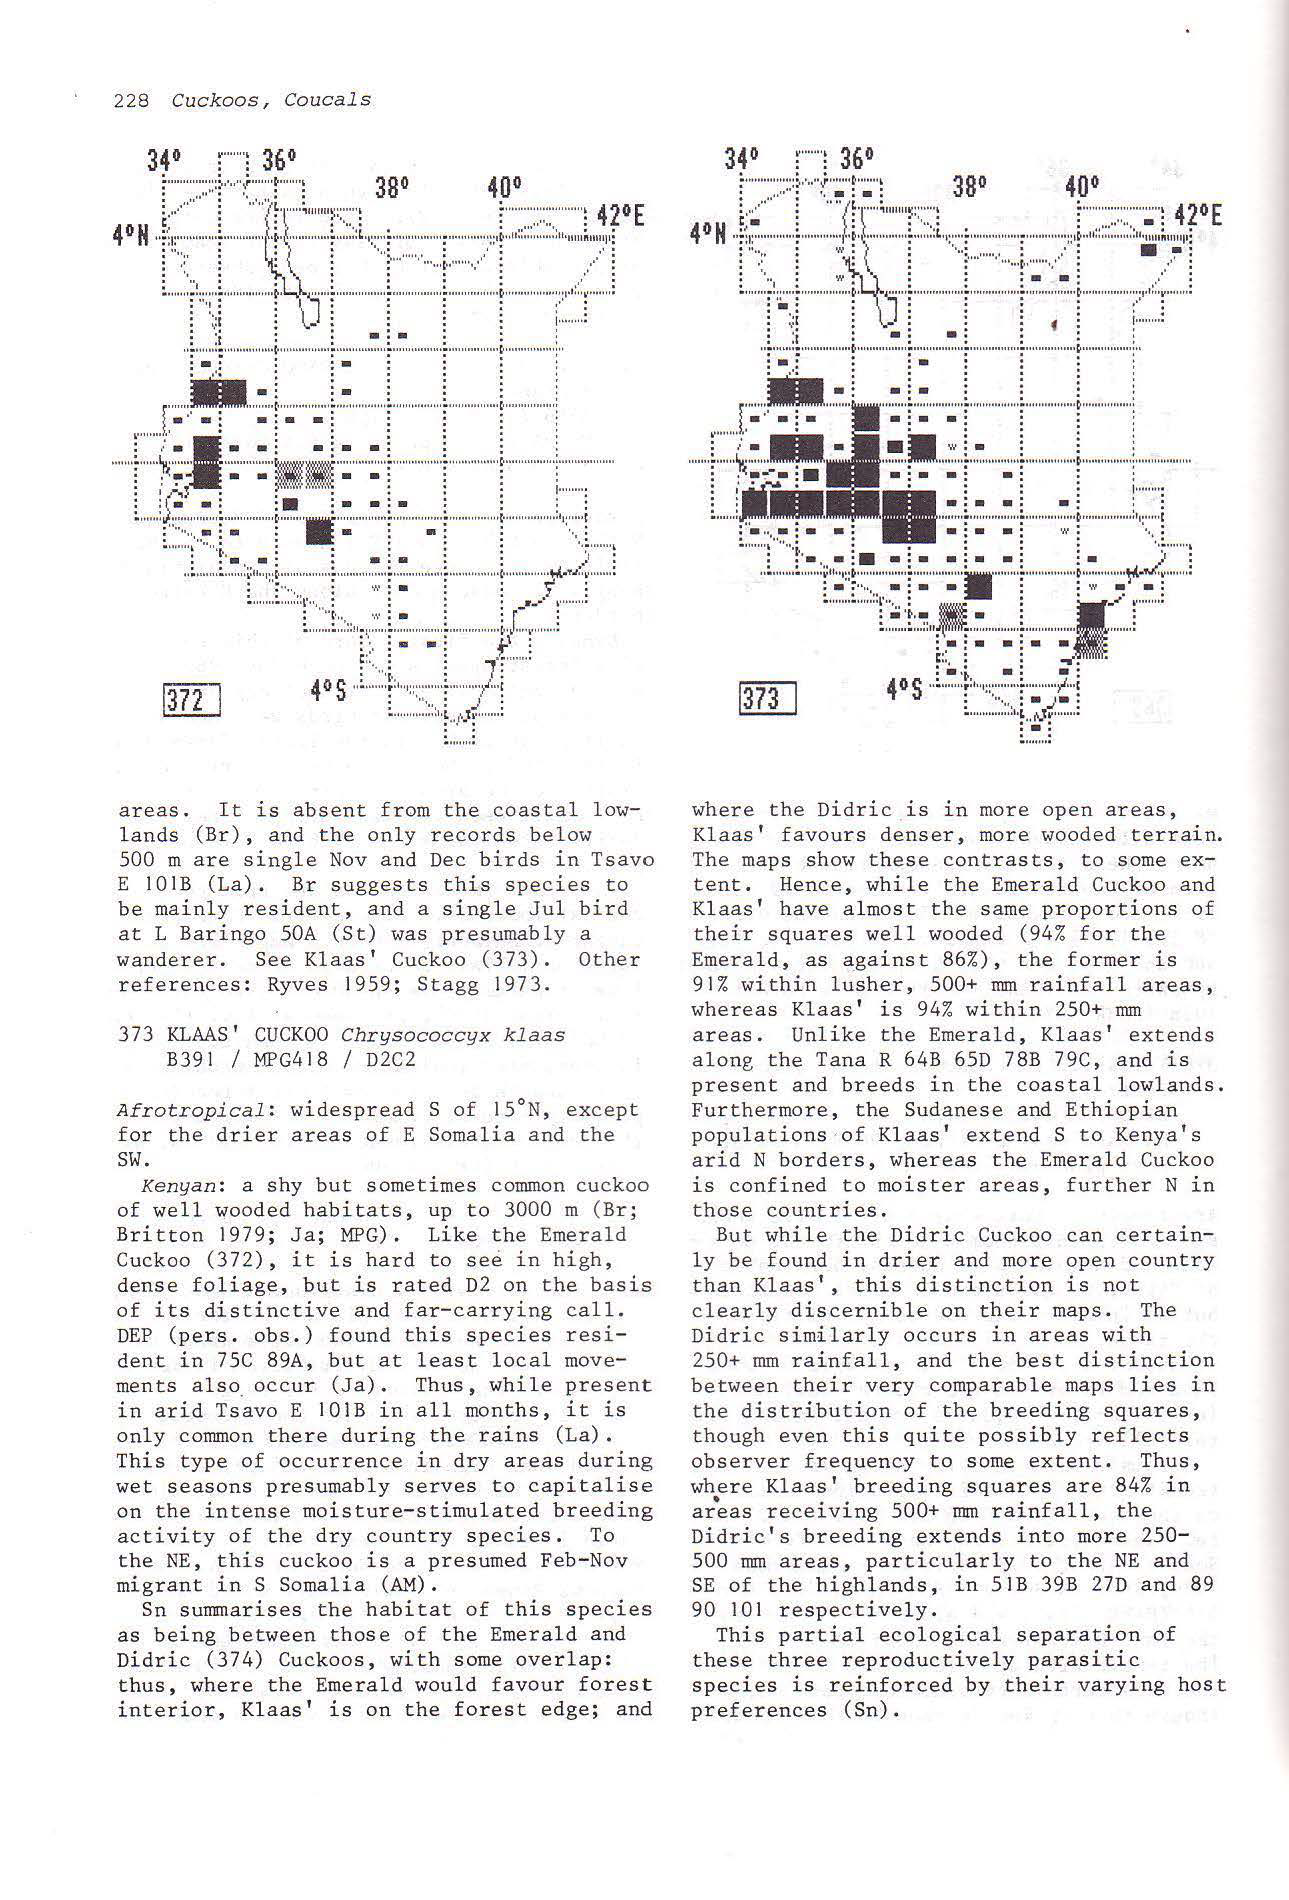 228 Cuckoos, Coucals
34º 36º
38º 40º
42ºE
4ºN
372
4ºS
34º 36º
38º 40º
42ºE
4ºN
373
4ºS
areas. It is absent from the coastal low-
lands (Br), and the only records below
500 m are single Nov and Dec birds in Tsavo
E 101B (La). Br suggests this species to
be mainly resident, and a single Jul bird
at L Baringo 50A (St) was presumably a
wanderer. See Klaas' Cuckoo (373). Other
references: Ryves 1959; Stagg 1973.
373 KLAAS' CUCKOO Chrysococcyx klaas
B391 / MPG418 / D2C2
Afrotropical: widespread S of 15°N, except
for the drier areas of E Somalia and the
SW.
Kenyan: a shy but sometimes common cuckoo
of well wooded habitats, up to 3000 m (Br;
Britton 1979; Ja; MPG). Like the Emerald
Cuckoo (372), it is hard to see in high,
dense foliage, but is rated D2 on the basis
of its distinctive and far-carrying call.
DEP (pers. obs.) found this species resi-
dent in 75C 89A, but at least local move-
ments also occur (Ja). Thus, while present
in arid Tsavo E 101B in all months, it is
only common there during the rains (La).
This type of occurrence in dry areas during
wet seasons presumably serves to capitalise
on the intense moisture-stimulated breeding
activity of the dry country species. To
the NE, this cuckoo is a presumed Feb-Nov
migrant in S Somalia (AM).
Sn summarises the habitat of this species
as being between those of the Emerald and
Didric (374) Cuckoos, with some overlap:
thus, where the Emerald would favour forest
interior, Klaas' is on the forest edge; and
where the Didric is in more open areas,
Klaas' favours denser, more wooded terrain.
The maps show these contrasts, to some ex-
tent. Hence, while the Emerald Cuckoo and
Klaas' have almost the same proportions of
their squares well wooded (94% for the
Emerald, as against 86%), the former is
91% within lusher, 500+ mm rainfall areas,
whereas Klaas' is 94% within 250+ mm
areas. Unlike the Emerald, Klaas' extends
along the Tana R 64B 65D 78B 79C, and is
present and breeds in the coastal lowlands.
Furthermore, the Sudanese and Ethiopian
populations of Klaas' extend S to Kenya's
arid N borders, whereas the Emerald Cuckoo
is confined to moister areas, further N in
those countries.
But while the Didric Cuckoo can certain-
ly be found in drier and more open country
than Klaas', this distinction is not
clearly discernible on their maps. The
Didric similarly occurs in areas with
250+ mm rainfall, and the best distinction
between their very comparable maps lies in
the distribution of the breeding squares,
though even this quite possibly reflects
observer frequency to some extent. Thus,
where Klaas' breeding squares are 84% in
areas receiving 500+ mm rainfall, the
Didric's breeding extends into more 250-
500 mm areas, particularly to the NE and
SE of the highlands, in 51B 39B 27D and 89
90 101 respectively.
This partial ecological separation of
these three reproductively parasitic
species is reinforced by their varying host
preferences (Sn).